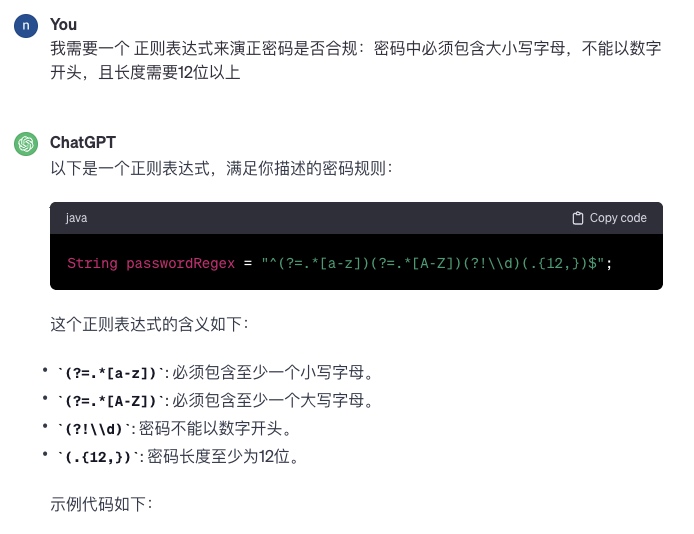 n You
我需要一个 正则表达式来演正密码是否合规：密码中必须包含大小写字母，不能以数字
开头，且长度需要12位以上
ChatGPT
以下是一个正则表达式，满足你描述的密码规则：
java Copy code
String passwordRegex = "^(?=.*[a-z])(?=.*[A-Z])(?!\\d)(.{12,})$";
这个正则表达式的含义如下：
• `(?=.*[a-z])`: 必须包含至少一个小写字母。
• `(?=.*[A-Z])`: 必须包含至少一个大写字母。
• `(?!\\d)`: 密码不能以数字开头。
• `(.{12,})`: 密码长度至少为12位。
示例代码如下：